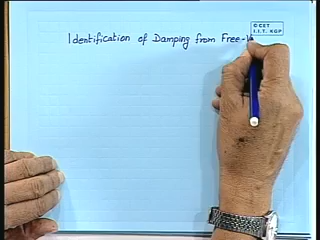 Identification of Damping from Free-V
© CET
I.I.T. KGP